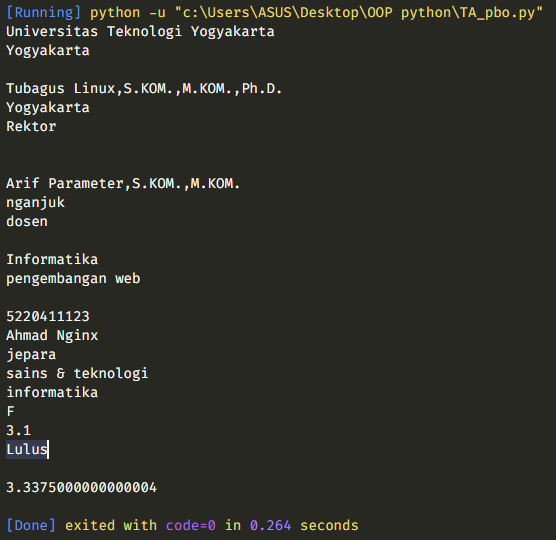 [Running] python -u "c:\Users\ASUS\Desktop\OOP python\TA_pbo.py"
Universitas Teknologi Yogyakarta
Yogyakarta
Tubagus Linux,S.KOM.,M.KOM.,Ph.D.
Yogyakarta
Rektor
Arif Parameter,S.KOM.,M.KOM.
nganjuk
dosen
Informatika
pengembangan web
5220411123
Ahmad Nginx
jepara
sains & teknologi
informatika
F
3.1
Lulus
3.3375000000000004
[Done] exited with code=0 in 0.264 seconds